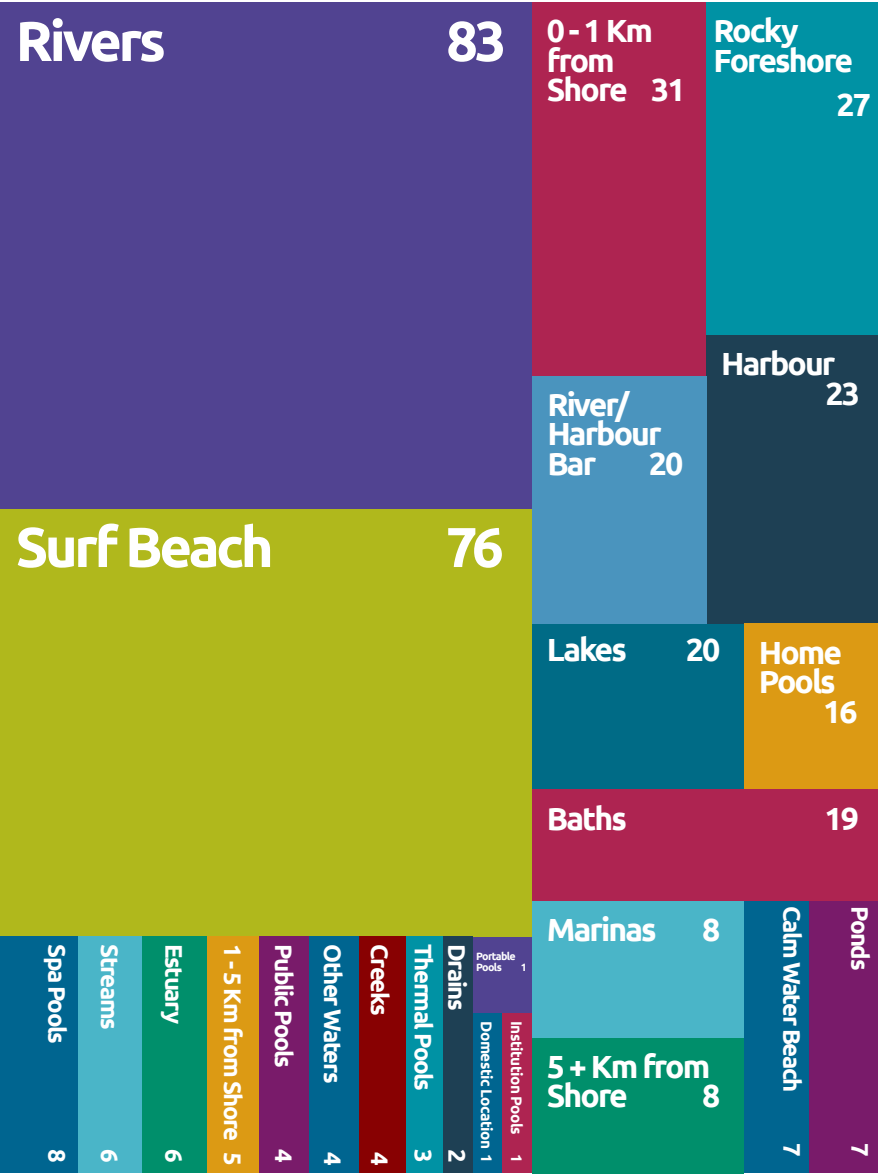 Rivers 83
Surf Beach 76
0 - 1 Km
from
Shore 31
Rocky
Foreshore
27
River/
Harbour
Bar 20
Harbour
23
Lakes 20
Home
Pools
16
Baths 19
Marinas 8
5 + Km from
Shore 8
Calm Water Beach 7
Ponds 7
Spa Pools 8
Streams 6
Estuary 6
1 - 5 Km from Shore 5
Public Pools 4
Other Waters 4
Creeks 4
Thermal Pools 3
Drains 2
Portable
Pools 1
Domestic Location 1
Institution Pools 1